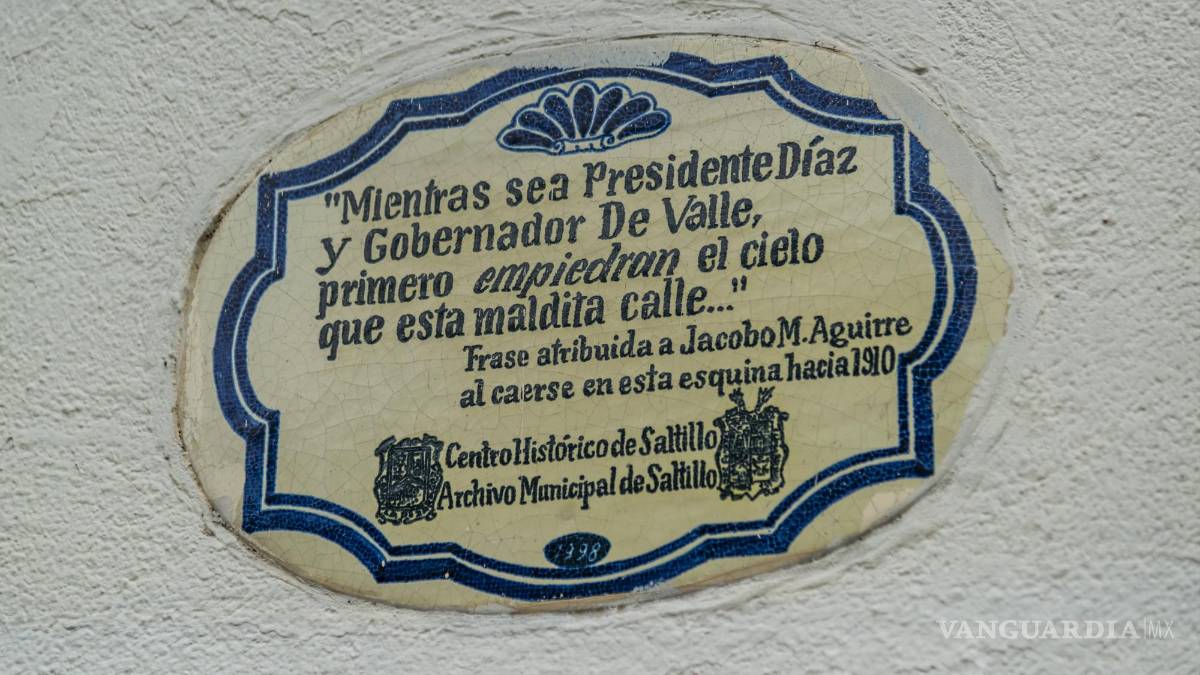 "Mientras sea Presidente Díaz
y Gobernador De Valle,
primero empiedran el cielo
que esta maldita calle..."
Frase atribuida a Jacobo M. Aguirre
al caerse en esta esquina hacia 1910
Centro Histórico de Saltillo
Archivo Municipal de Saltillo
1998
VANGUARDIA|MX